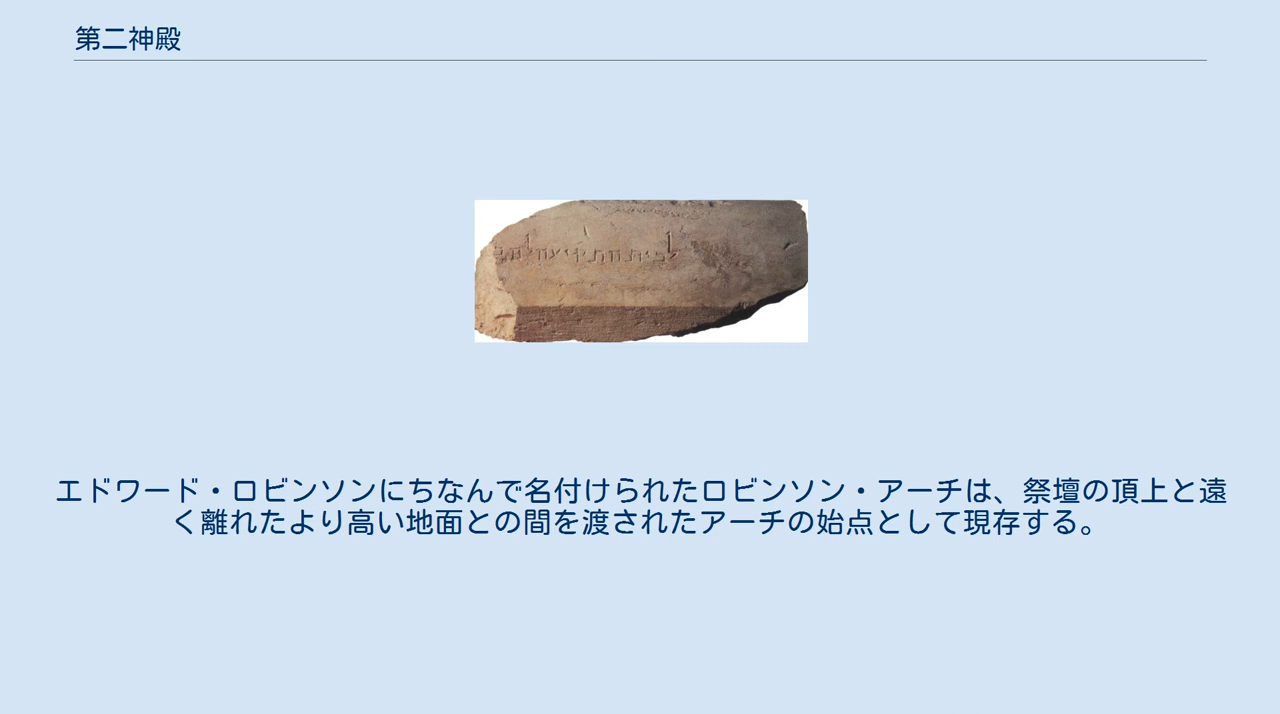 第二神殿
לבית התקיעה להכ
エドワード・ロビンソンにちなんで名付けられたロビンソン・アーチは、祭壇の頂上と遠
く離れたより高い地面との間を渡されたアーチの始点として現存する。